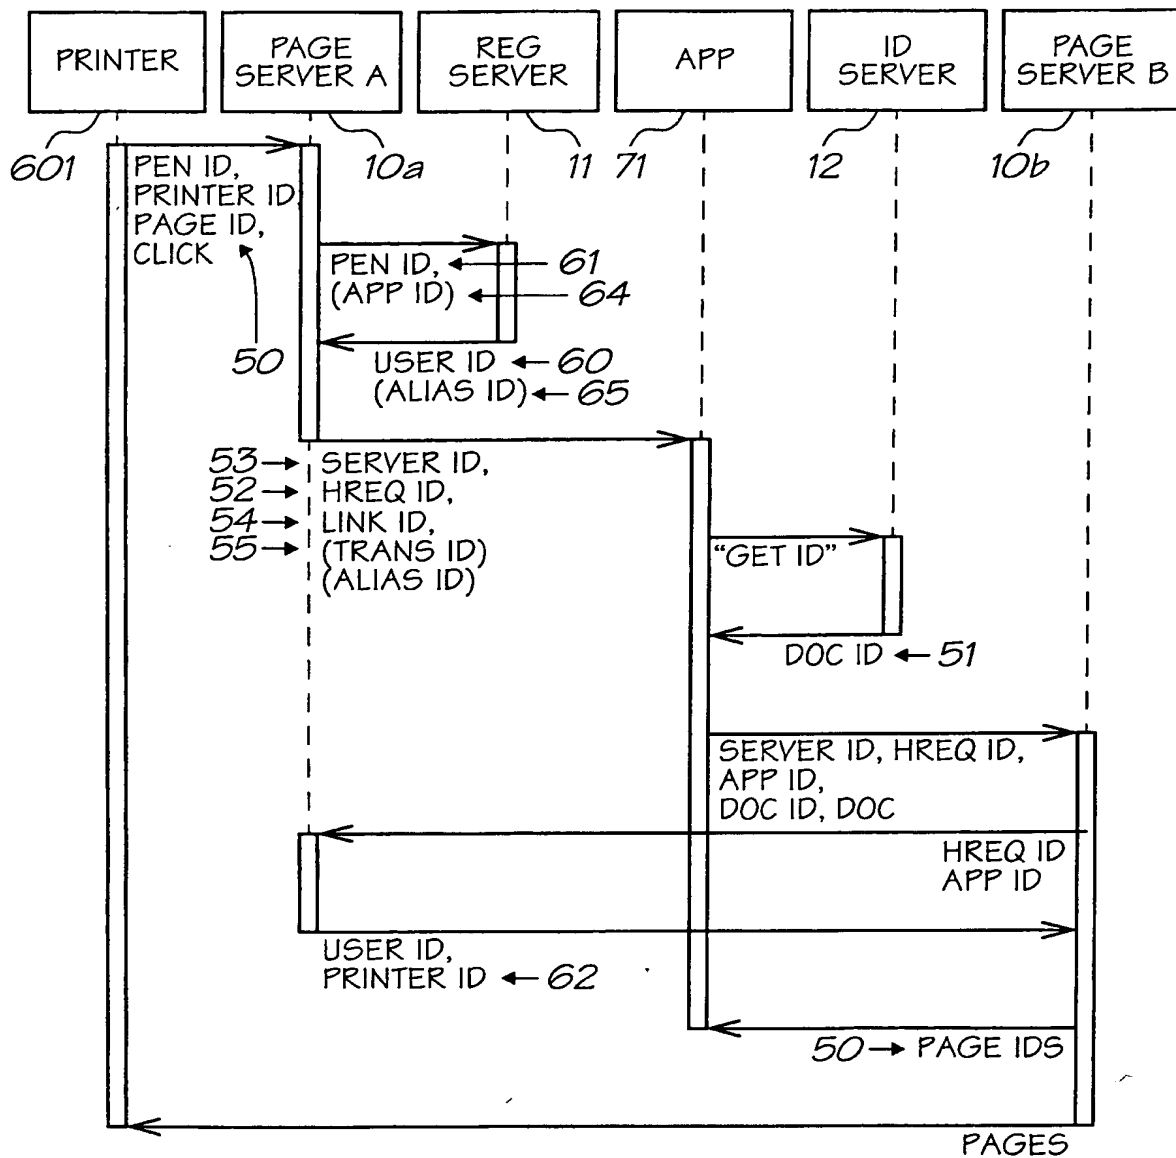 PRINTER
PAGE
SERVER A
REG
SERVER
APP
ID
SERVER
PAGE
SERVER B
601
10a
11
71
12
10b
PEN ID,
PRINTER ID
PAGE ID,
CLICK
50
PEN ID,
61
(APP ID)
64
USER ID
60
(ALIAS ID)
65
53
SERVER ID,
52
HREQ ID,
54
LINK ID,
55
(TRANS ID)
(ALIAS ID)
"GET ID"
DOC ID
51
SERVER ID, HREQ ID,
APP ID,
DOC ID, DOC
HREQ ID
APP ID
USER ID,
PRINTER ID
62
50
PAGE IDS
PAGES